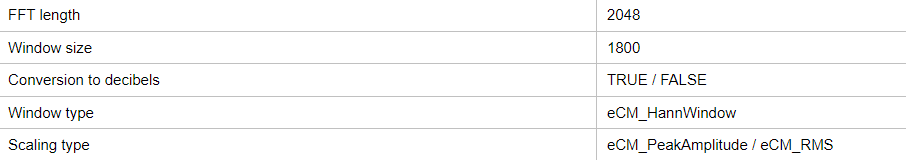 FFT length 2048
Window size 1800
Conversion to decibels TRUE / FALSE
Window type eCM_HannWindow
Scaling type eCM_PeakAmplitude / eCM_RMS